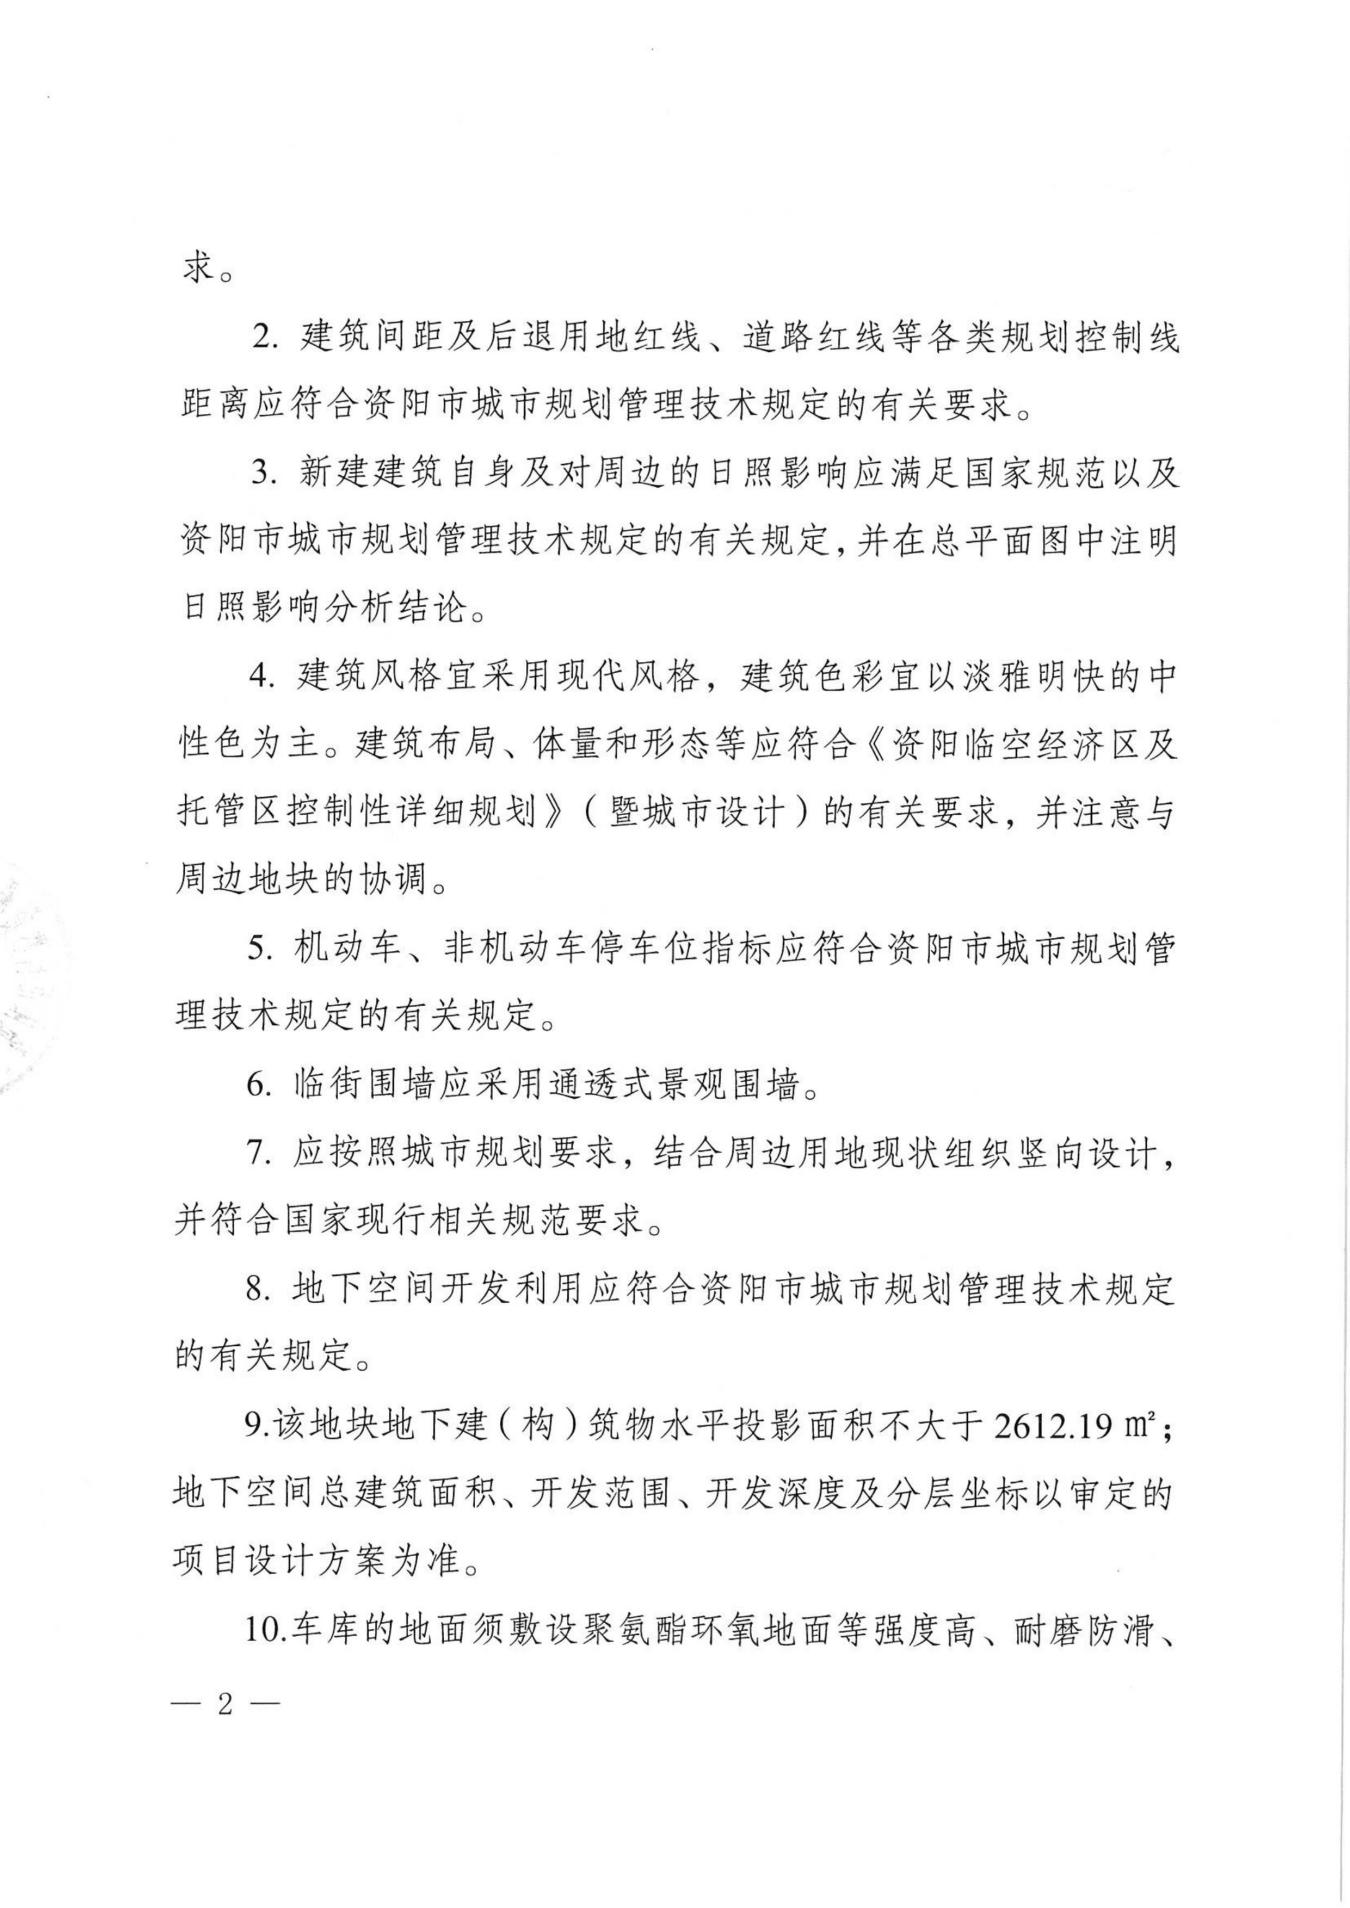 求。
2. 建筑间距及后退用地红线、道路红线等各类规划控制线
距离应符合资阳市城市规划管理技术规定的有关要求。
3. 新建建筑自身及对周边的日照影响应满足国家规范以及
资阳市城市规划管理技术规定的有关规定,并在总平面图中注明
日照影响分析结论。
4. 建筑风格宜采用现代风格，建筑色彩宜以淡雅明快的中
性色为主。建筑布局、体量和形态等应符合《资阳临空经济区及
托管区控制性详细规划》（暨城市设计）的有关要求，并注意与
周边地块的协调。
5. 机动车、非机动车停车位指标应符合资阳市城市规划管
理技术规定的有关规定。
6. 临街围墙应采用通透式景观围墙。
7. 应按照城市规划要求，结合周边用地现状组织竖向设计，
并符合国家现行相关规范要求。
8. 地下空间开发利用应符合资阳市城市规划管理技术规定
的有关规定。
9.该地块地下建（构）筑物水平投影面积不大于 2612.19 ㎡；
地下空间总建筑面积、开发范围、开发深度及分层坐标以审定的
项目设计方案为准。
10.车库的地面须敷设聚氨酯环氧地面等强度高、耐磨防滑、
— 2 —